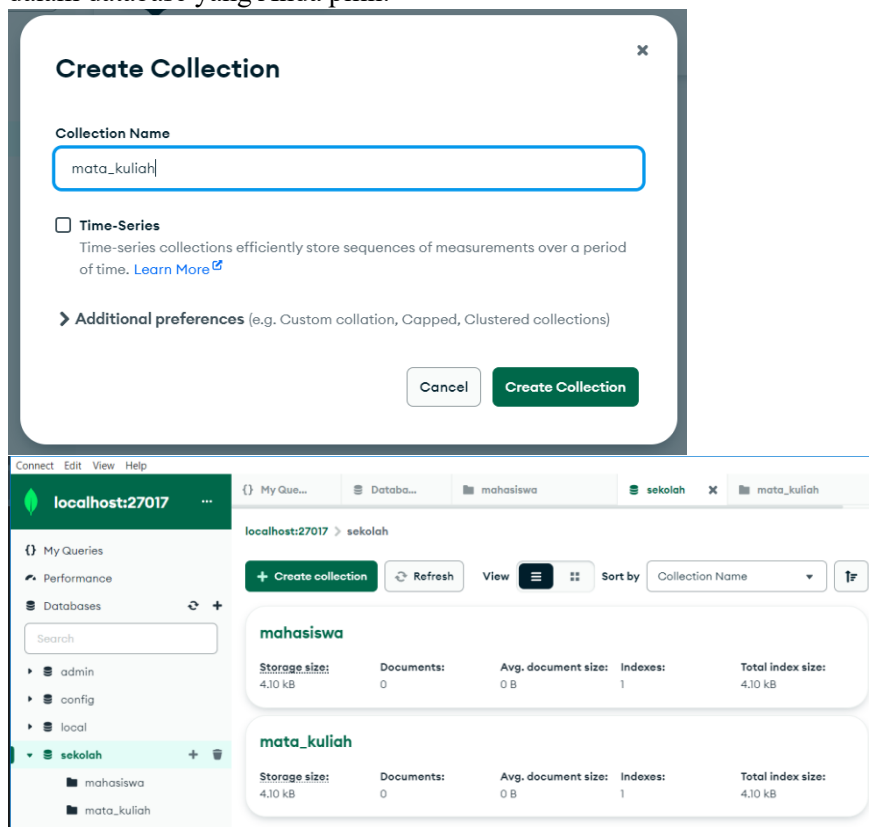 dalam database yang Anda pilih.
Create Collection
Collection Name
mata_kuliah
Time-Series
Time-series collections efficiently store sequences of measurements over a period
of time. Learn More
Additional preferences (e.g. Custom collation, Capped, Clustered collections)
Cancel
Create Collection
Connect Edit View Help
localhost:27017 ...
{} My Que... Databa... mahasiswa sekolah mata_kuliah
localhost:27017 > sekolah
{} My Queries
Performance
Databases
Search
admin
config
local
sekolah
mahasiswa
mata_kuliah
+ Create collection Refresh View Sort by Collection Name
mahasiswa
Storage size: Documents: Avg. document size: Indexes: Total index size:
4.10 kB 0 0 B 1 4.10 kB
mata_kuliah
Storage size: Documents: Avg. document size: Indexes: Total index size:
4.10 kB 0 0 B 1 4.10 kB